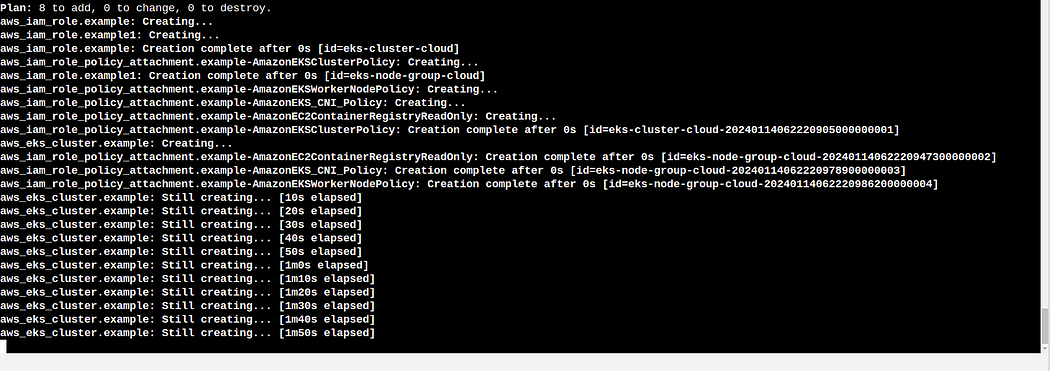 Plan: 8 to add, 0 to change, 0 to destroy.
aws_iam_role.example: Creating...
aws_iam_role.example1: Creating...
aws_iam_role.example: Creation complete after 0s [id=eks-cluster-cloud]
aws_iam_role_policy_attachment.example-AmazonEKSClusterPolicy: Creating...
aws_iam_role.example1: Creation complete after 0s [id=eks-node-group-cloud]
aws_iam_role_policy_attachment.example-AmazonEKSWorkerNodePolicy: Creating...
aws_iam_role_policy_attachment.example-AmazonEKS_CNI_Policy: Creating...
aws_iam_role_policy_attachment.example-AmazonEC2ContainerRegistryReadOnly: Creating...
aws_iam_role_policy_attachment.example-AmazonEKSClusterPolicy: Creation complete after 0s [id=eks-cluster-cloud-20240114062220905000000001]
aws_eks_cluster.example: Creating...
aws_iam_role_policy_attachment.example-AmazonEC2ContainerRegistryReadOnly: Creation complete after 0s [id=eks-node-group-cloud-20240114062220947300000002]
aws_iam_role_policy_attachment.example-AmazonEKS_CNI_Policy: Creation complete after 0s [id=eks-node-group-cloud-20240114062220978900000003]
aws_iam_role_policy_attachment.example-AmazonEKSWorkerNodePolicy: Creation complete after 0s [id=eks-node-group-cloud-20240114062220986200000004]
aws_eks_cluster.example: Still creating... [10s elapsed]
aws_eks_cluster.example: Still creating... [20s elapsed]
aws_eks_cluster.example: Still creating... [30s elapsed]
aws_eks_cluster.example: Still creating... [40s elapsed]
aws_eks_cluster.example: Still creating... [50s elapsed]
aws_eks_cluster.example: Still creating... [1m0s elapsed]
aws_eks_cluster.example: Still creating... [1m10s elapsed]
aws_eks_cluster.example: Still creating... [1m20s elapsed]
aws_eks_cluster.example: Still creating... [1m30s elapsed]
aws_eks_cluster.example: Still creating... [1m40s elapsed]
aws_eks_cluster.example: Still creating... [1m50s elapsed]